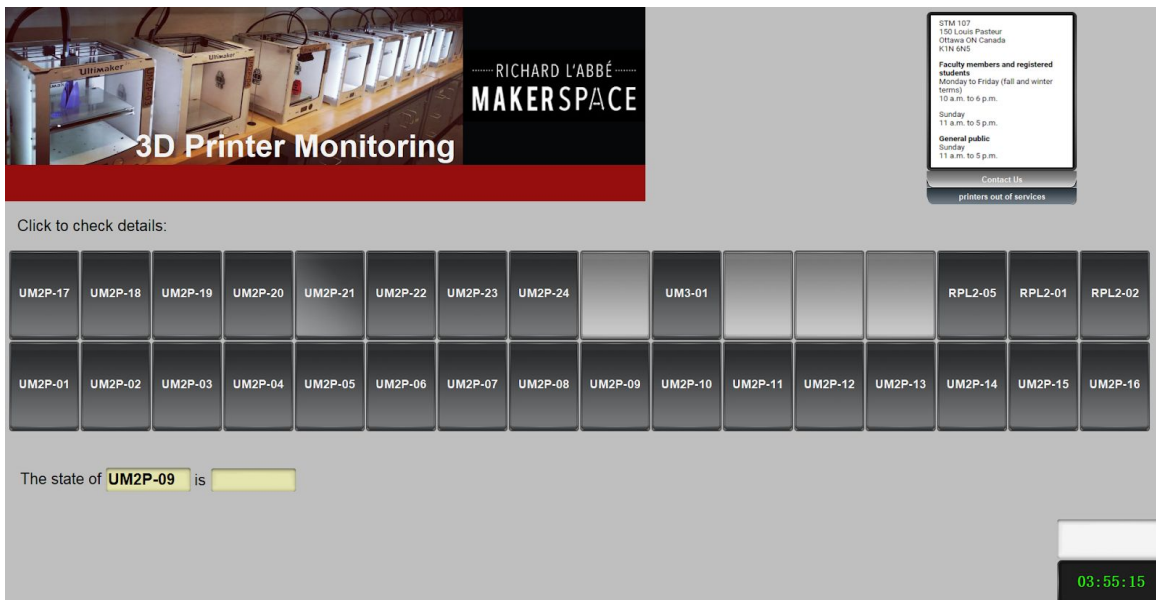 Ultimaker
Ultimaker
RICHARD L'ABBÉ
MAKERSPACE
3D Printer Monitoring
STM 107
150 Louis Pasteur
Ottawa ON Canada
K1N 6N5
Faculty members and registered
students
Monday to Friday (fall and winter
terms)
10 a.m. to 6 p.m.
Sunday
11 a.m. to 5 p.m.
General public
Sunday
11 a.m. to 5 p.m.
Contact Us
printers out of services
Click to check details:
UM2P-17 UM2P-18 UM2P-19 UM2P-20 UM2P-21 UM2P-22 UM2P-23 UM2P-24 UM3-01 RPL2-05 RPL2-01 RPL2-02
UM2P-01 UM2P-02 UM2P-03 UM2P-04 UM2P-05 UM2P-06 UM2P-07 UM2P-08 UM2P-09 UM2P-10 UM2P-11 UM2P-12 UM2P-13 UM2P-14 UM2P-15 UM2P-16
The state of UM2P-09 is
03:55:15